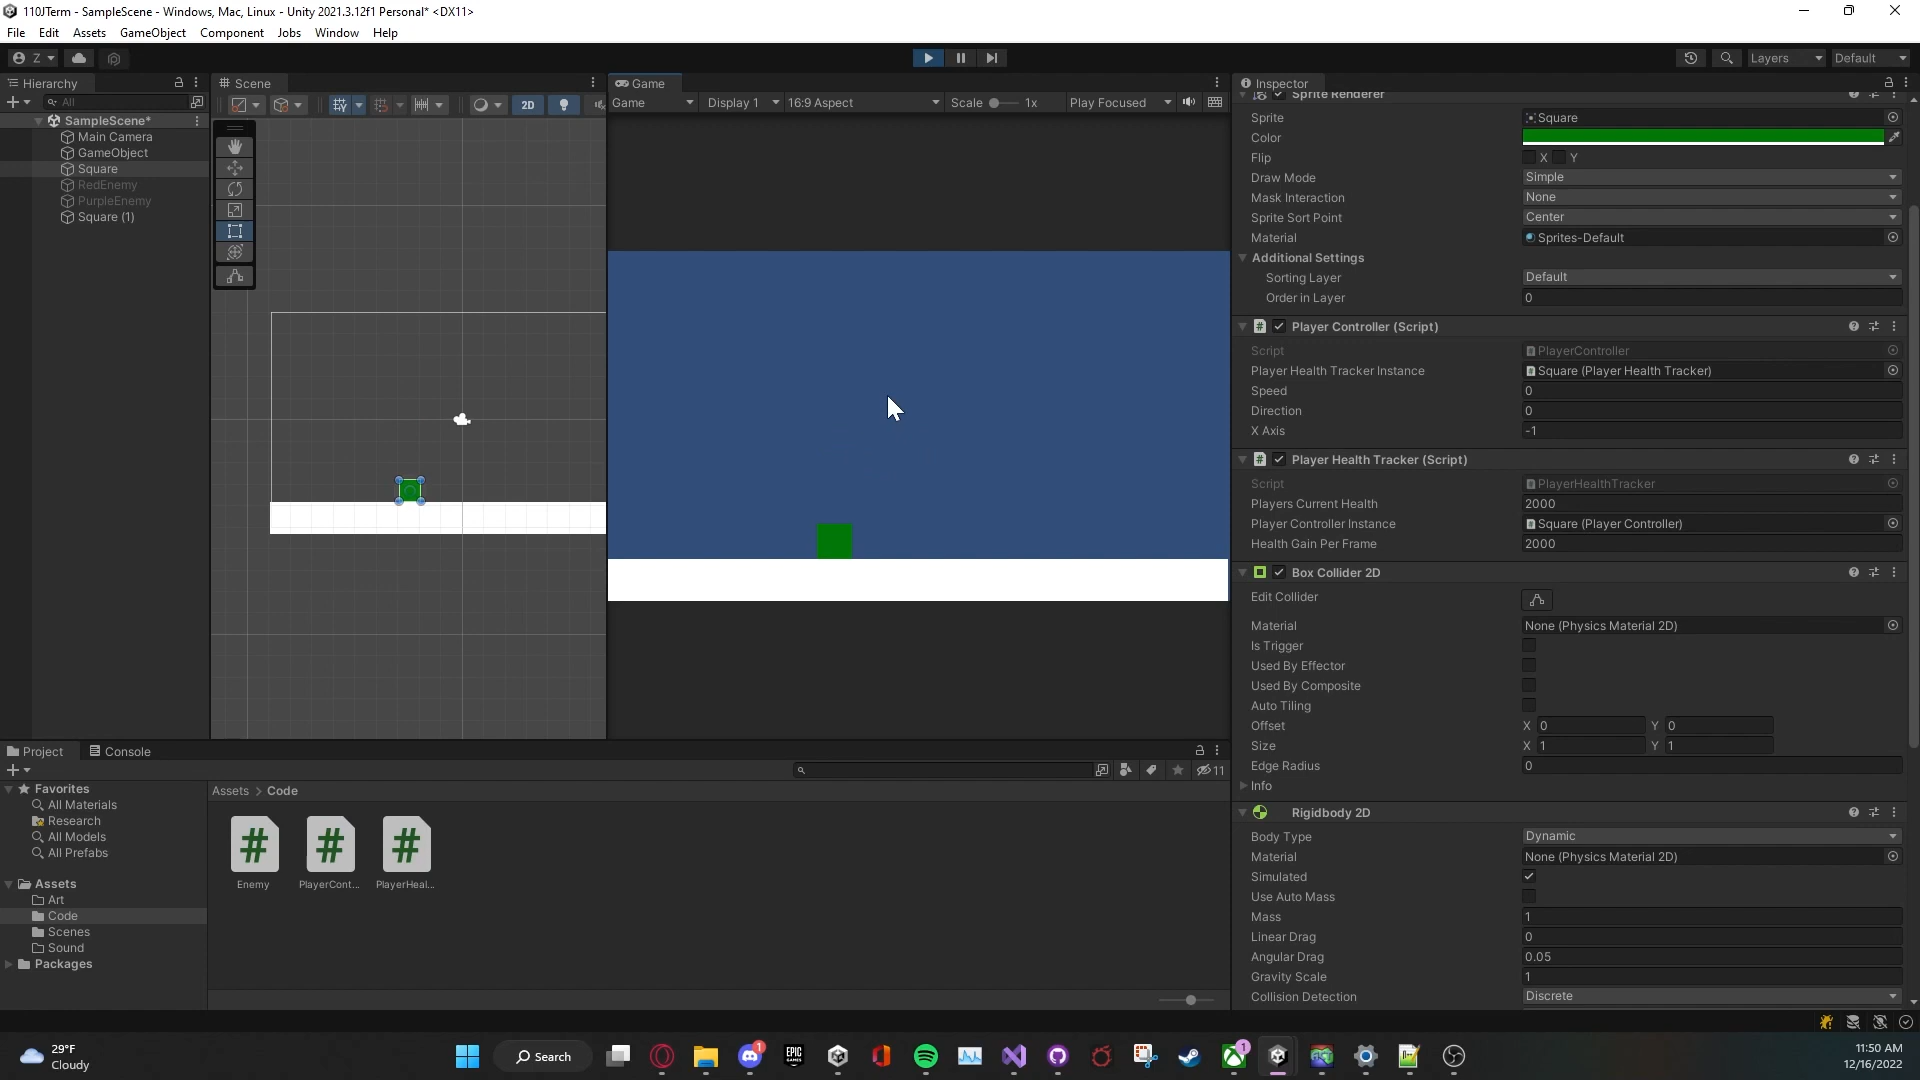 110JTerm - SampleScene - Windows, Mac, Linux - Unity 2021.3.12f1 Personal* <DX11>
File Edit Assets GameObject Component Jobs Window Help
Z Layers Default
Hierarchy Scene Game Inspector
All 2D Game Display 1 16:9 Aspect Scale 1x Play Focused
SampleScene*
Main Camera
GameObject
Square
RedEnemy
PurpleEnemy
Square (1)
Sprite Renderer
Sprite Square
Color
Flip X Y
Draw Mode Simple
Mask Interaction None
Sprite Sort Point Center
Material Sprites-Default
Additional Settings
Sorting Layer Default
Order in Layer 0
# Player Controller (Script)
Script PlayerController
Player Health Tracker Instance Square (Player Health Tracker)
Speed 0
Direction 0
X Axis -1
# Player Health Tracker (Script)
Script PlayerHealthTracker
Players Current Health 2000
Player Controller Instance Square (Player Controller)
Health Gain Per Frame 2000
Box Collider 2D
Edit Collider
Material None (Physics Material 2D)
Is Trigger
Used By Effector
Used By Composite
Auto Tiling
Offset X 0 Y 0
Size X 1 Y 1
Edge Radius 0
Info
Rigidbody 2D
Body Type Dynamic
Material None (Physics Material 2D)
Simulated
Use Auto Mass
Mass 1
Linear Drag 0
Angular Drag 0.05
Gravity Scale 1
Collision Detection Discrete
Project Console
11
Favorites
All Materials
Research
All Models
All Prefabs
Assets
Art
Code
Scenes
Sound
Packages
Assets > Code
# # #
Enemy PlayerCont... PlayerHeal...
29°F
Cloudy
Search
1
EPIC GAMES
1
11:50 AM
12/16/2022